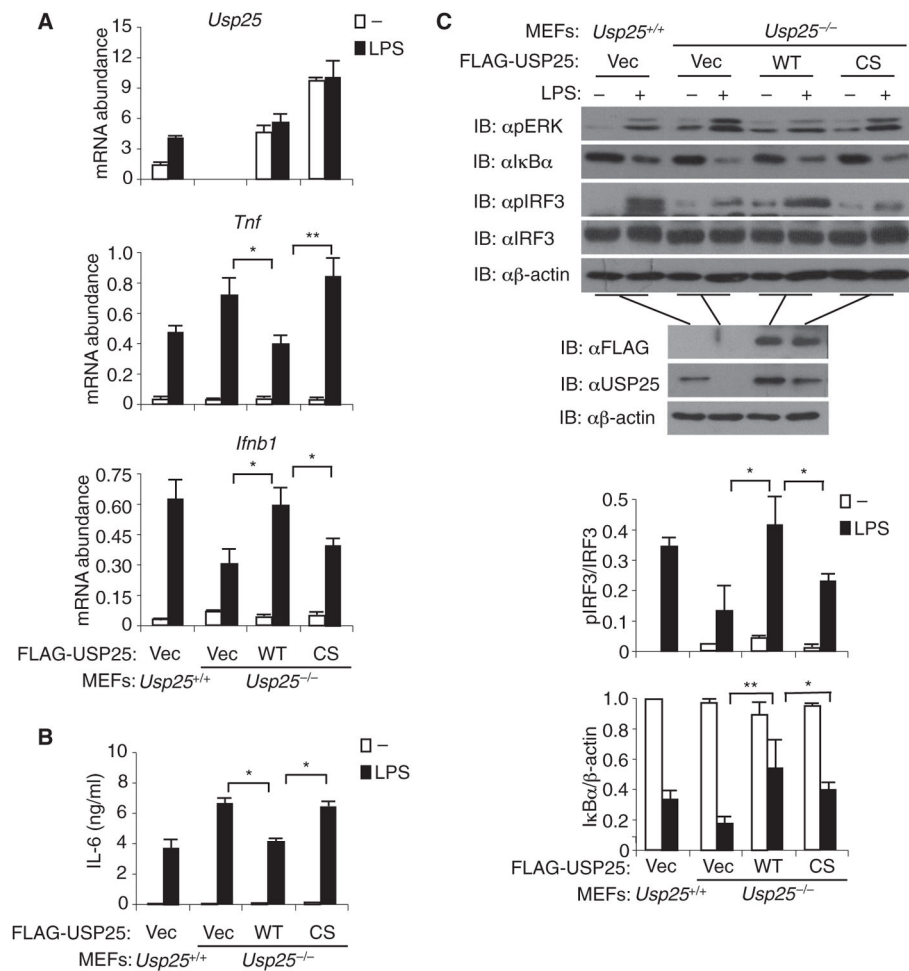 A
Usp25
–
LPS
mRNA abundance
12
9
6
3
0
Tnf
*
**
mRNA abundance
1.0
0.8
0.6
0.4
0.2
0
Ifnb1
*
*
mRNA abundance
0.75
0.60
0.45
0.30
0.15
0
FLAG-USP25: Vec Vec WT CS
MEFs: Usp25+/+ Usp25–/–
B
–
LPS
*
*
IL-6 (ng/ml)
10
8
6
4
2
0
FLAG-USP25: Vec Vec WT CS
MEFs: Usp25+/+ Usp25–/–
C
MEFs: Usp25+/+ Usp25–/–
FLAG-USP25: Vec Vec WT CS
LPS: – + – + – + – +
IB: αpERK
IB: αIκBα
IB: αpIRF3
IB: αIRF3
IB: αβ-actin
IB: αFLAG
IB: αUSP25
IB: αβ-actin
–
LPS
*
*
pIRF3/IRF3
0.5
0.4
0.3
0.2
0.1
0
**
*
IκBα/β-actin
1.0
0.8
0.6
0.4
0.2
0
FLAG-USP25: Vec Vec WT CS
MEFs: Usp25+/+ Usp25–/–